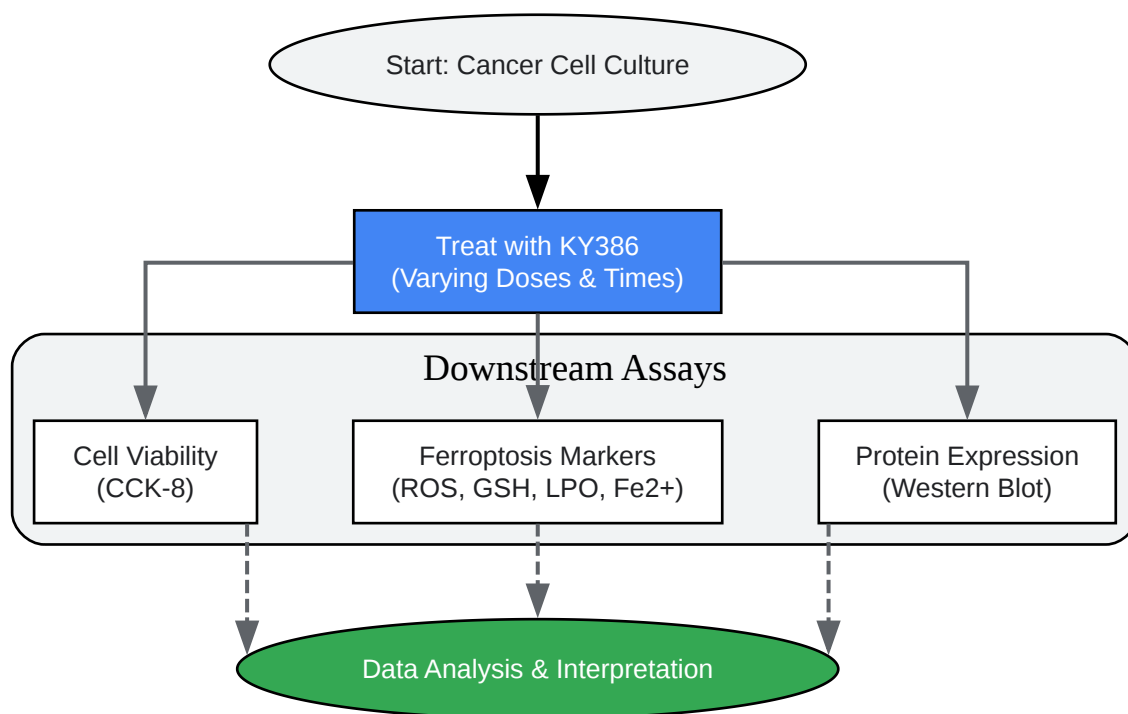 Start: Cancer Cell Culture
Treat with KY386
(Varying Doses & Times)
Downstream Assays
Cell Viability
(CCK-8)
Ferroptosis Markers
(ROS, GSH, LPO, Fe2+)
Protein Expression
(Western Blot)
Data Analysis & Interpretation